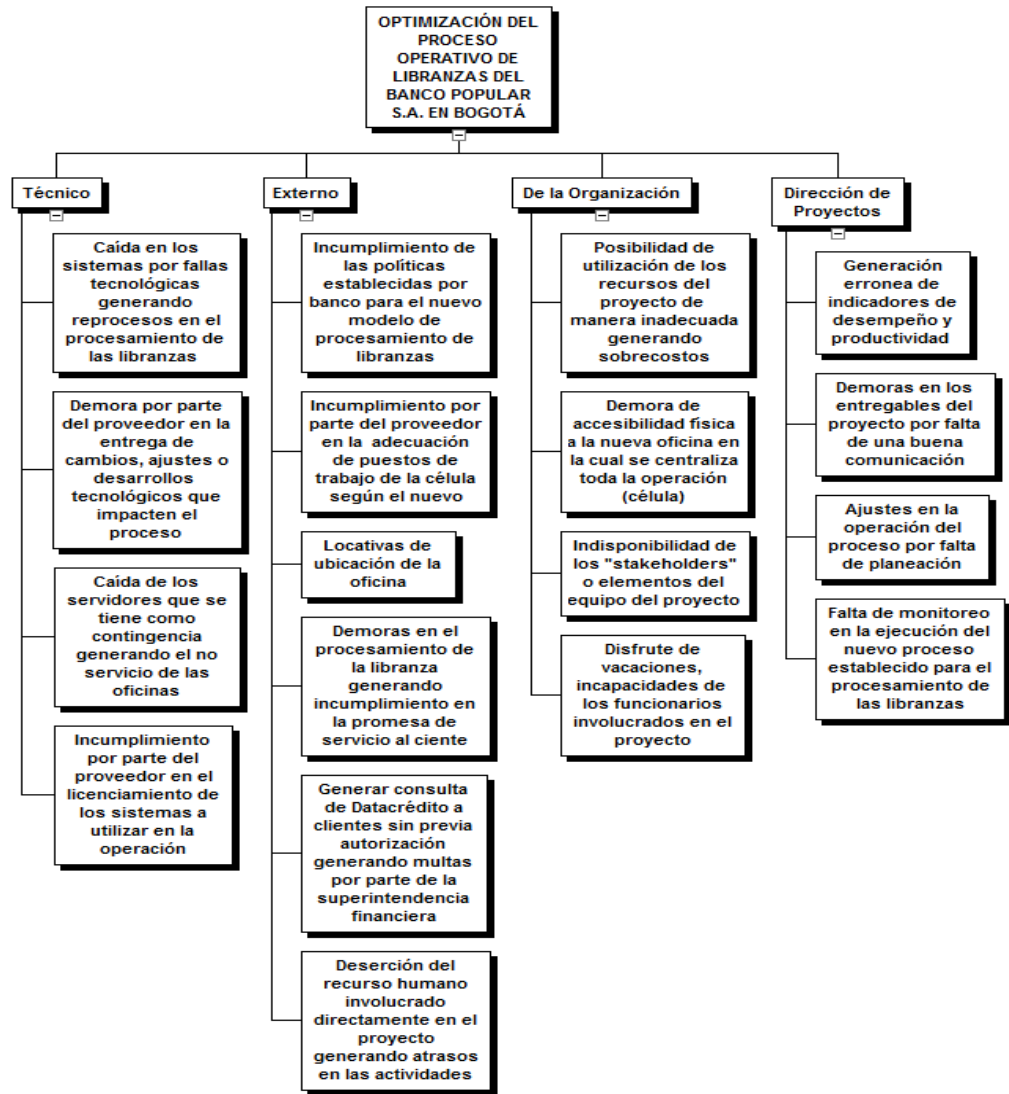 OPTIMIZACIÓN DEL
PROCESO
OPERATIVO DE
LIBRANZAS DEL
BANCO POPULAR
S.A. EN BOGOTÁ
Técnico
Caída en los
sistemas por fallas
tecnológicas
generando
reprocesos en el
procesamiento de
las libranzas
Demora por parte
del proveedor en la
entrega de
cambios, ajustes o
desarrollos
tecnológicos que
impacten el
proceso
Caída de los
servidores que se
tiene como
contingencia
generando el no
servicio de las
oficinas
Incumplimiento
por parte del
proveedor en el
licenciamiento de
los sistemas a
utilizar en la
operación
Externo
Incumplimiento de
las políticas
establecidas por
banco para el nuevo
modelo de
procesamiento de
libranzas
Incumplimiento por
parte del proveedor
en la adecuación
de puestos de
trabajo de la célula
según el nuevo
Locativas de
ubicación de la
oficina
Demoras en el
procesamiento de
la libranza
generando
incumplimiento en
la promesa de
servicio al ciente
Generar consulta
de Datacrédito a
clientes sin previa
autorización
generando multas
por parte de la
superintendencia
financiera
Deserción del
recurso humano
involucrado
directamente en el
proyecto
generando atrasos
en las actividades
De la Organización
Posibilidad de
utilización de los
recursos del
proyecto de
manera inadecuada
generando
sobrecostos
Demora de
accesibilidad física
a la nueva oficina en
la cual se centraliza
toda la operación
(célula)
Indisponibilidad de
los "stakeholders"
o elementos del
equipo del proyecto
Disfrute de
vacaciones,
incapacidades de
los funcionarios
involucrados en el
proyecto
Dirección de
Proyectos
Generación
erronea de
indicadores de
desempeño y
productividad
Demoras en los
entregables del
proyecto por falta
de una buena
comunicación
Ajustes en la
operación del
proceso por falta
de planeación
Falta de monitoreo
en la ejecución del
nuevo proceso
establecido para el
procesamiento de
las libranzas